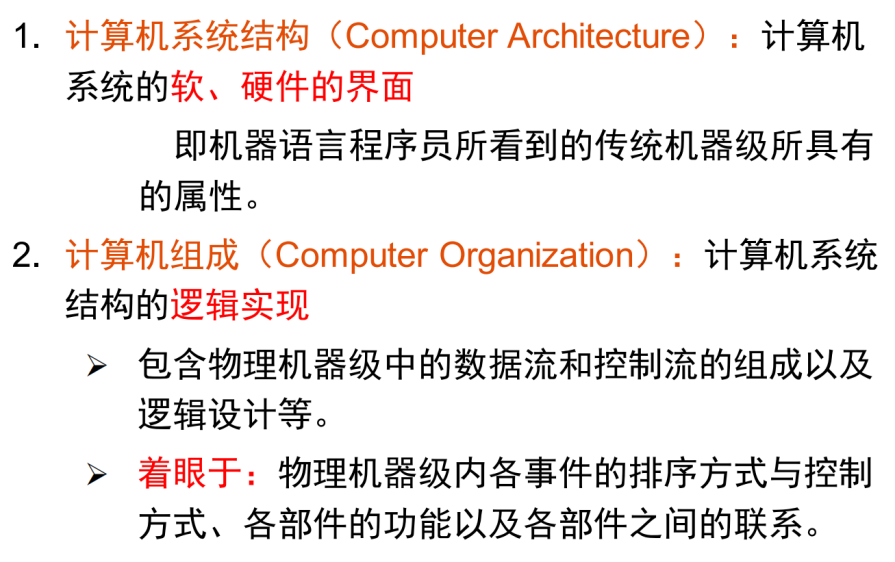 1. 计算机系统结构（Computer Architecture）：计算机
系统的软、硬件的界面
即机器语言程序员所看到的传统机器级所具有
的属性。
2. 计算机组成（Computer Organization）：计算机系统
结构的逻辑实现
➢ 包含物理机器级中的数据流和控制流的组成以及
逻辑设计等。
➢ 着眼于：物理机器级内各事件的排序方式与控制
方式、各部件的功能以及各部件之间的联系。